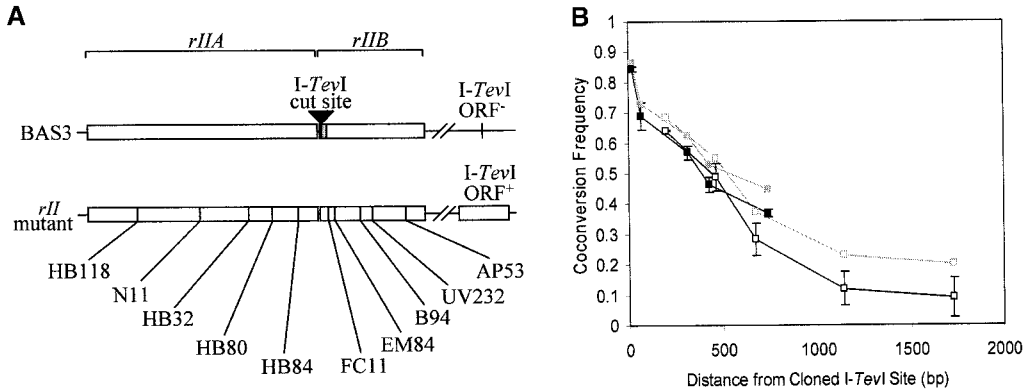 A
rIIA
rIIB
I-TevI
cut site
I-TevI
ORF-
BAS3
I-TevI
ORF+
rII
mutant
HB118
N11
HB32
HB80
HB84
FC11
EM84
B94
UV232
AP53
B
Coconversion Frequency
1
0.9
0.8
0.7
0.6
0.5
0.4
0.3
0.2
0.1
0
0 500 1000 1500 2000
Distance from Cloned I-TevI Site (bp)